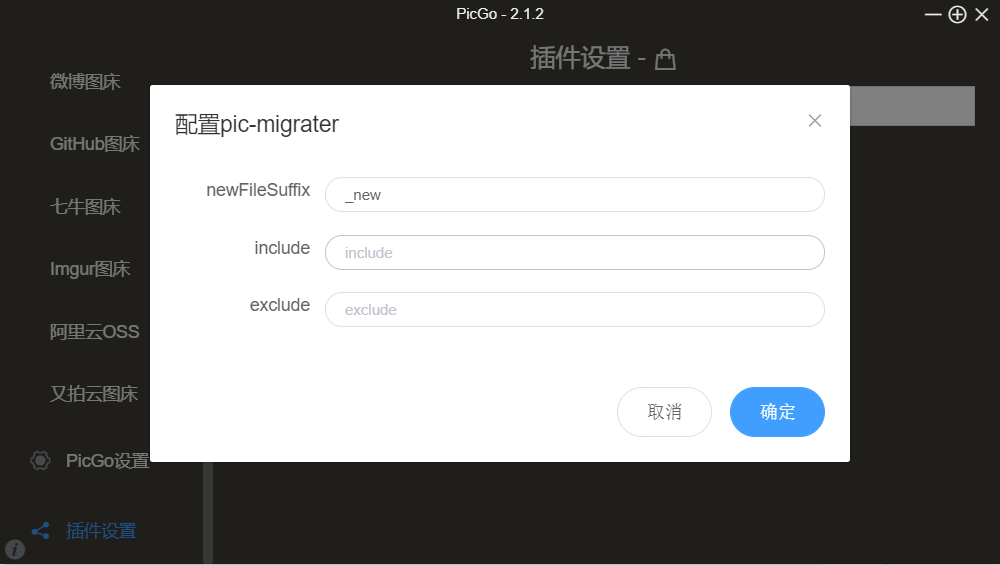 PicGo - 2.1.2
插件设置 -
微博图床
GitHub图床
七牛图床
Imgur图床
阿里云OSS
又拍云图床
PicGo设置
插件设置
配置pic-migrater
newFileSuffix
_new
include
include
exclude
exclude
取消
确定